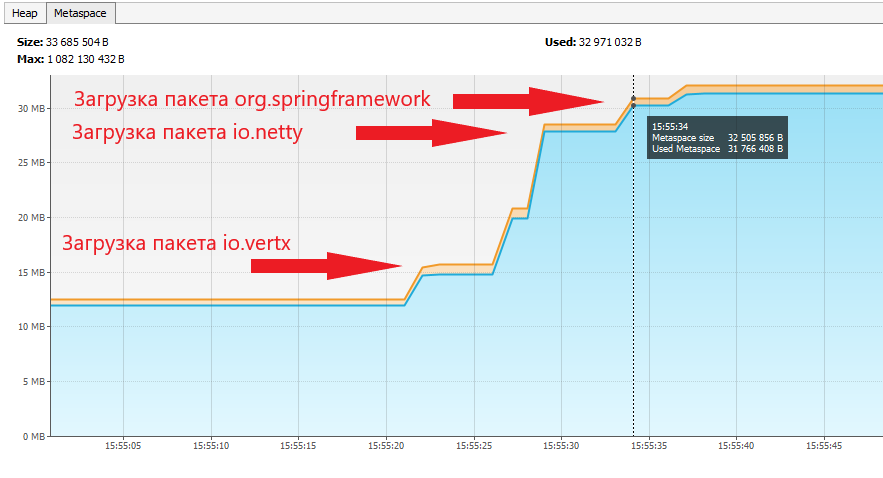 Heap Metaspace
Size: 33 685 504 B Used: 32 971 032 B
Max: 1 082 130 432 B
Загрузка пакета org.springframework
30 MB
Загрузка пакета io.netty
15:55:34
Metaspace size 32 505 856 B
Used Metaspace 31 766 408 B
25 MB
20 MB
Загрузка пакета io.vertx
15 MB
10 MB
5 MB
0 MB
15:55:05 15:55:10 15:55:15 15:55:20 15:55:25 15:55:30 15:55:35 15:55:40 15:55:45